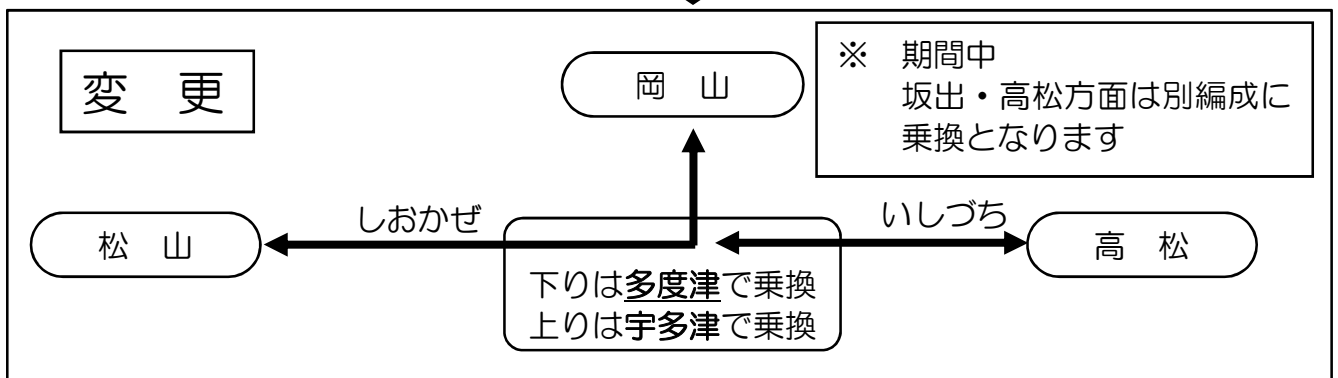 変　更
岡　山
※　期間中
坂出・高松方面は別編成に
乗換となります
松　山
しおかぜ
いしづち
高　松
下りは多度津で乗換
上りは宇多津で乗換